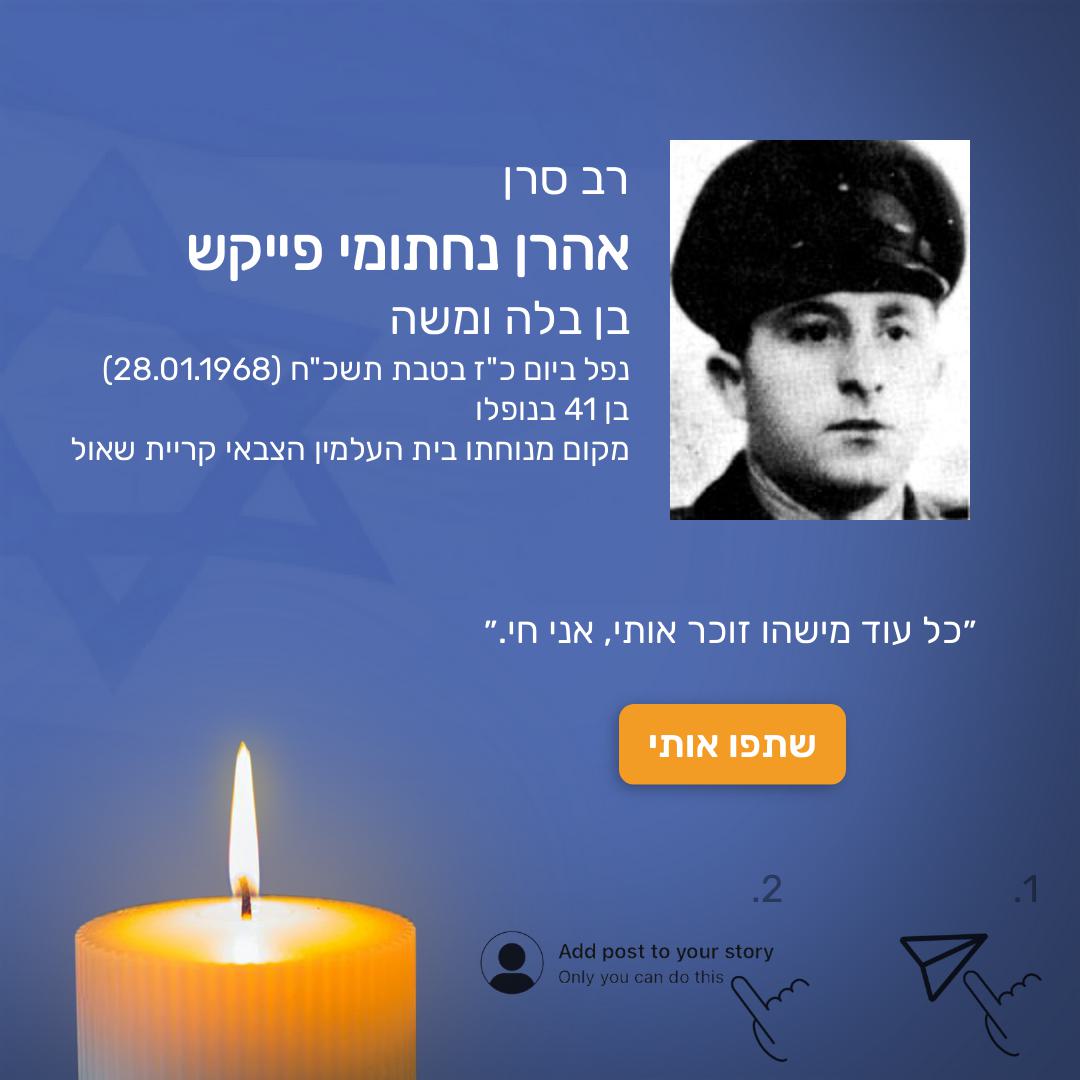 רב סרן
אהרן נחתומי פייקש
בן בלה ומשה
נפל ביום כ"ז בטבת תשכ"ח (28.01.1968)
בן 41 בנופלו
מקום מנוחתו בית העלמין הצבאי קריית שאול
״כל עוד מישהו זוכר אותי, אני חי.״
שתפו אותי
1.
2.
Add post to your story
Only you can do this